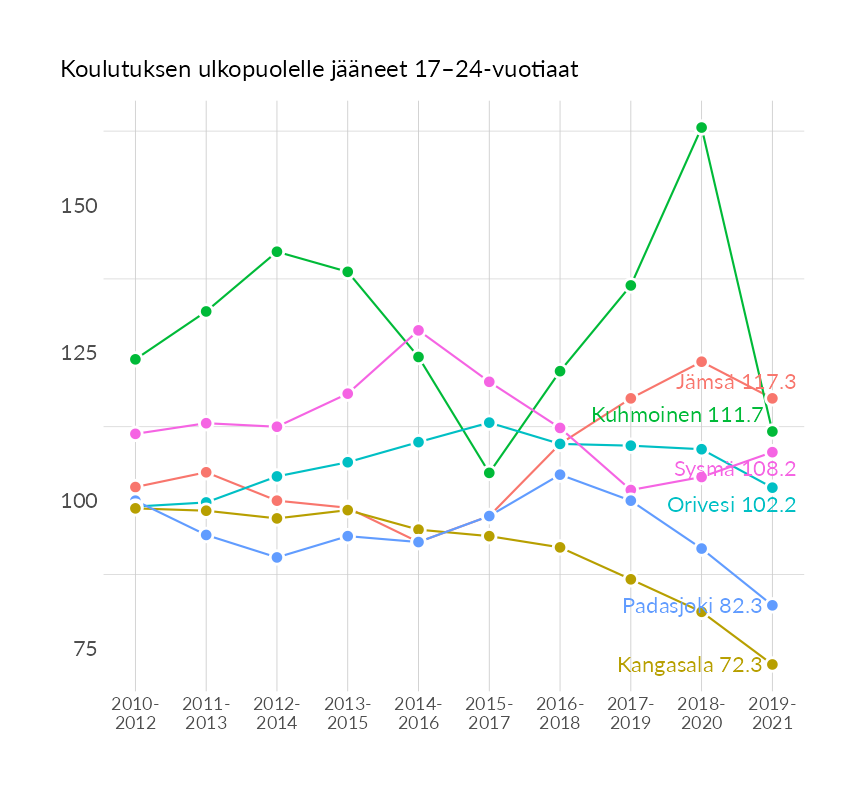 Koulutuksen ulkopuolelle jääneet 17–24-vuotiaat
150
125
100
75
Jämsä 117.3
Kuhmoinen 111.7
Sysmä 108.2
Orivesi 102.2
Padasjoki 82.3
Kangasala 72.3
2010- 2011- 2012- 2013- 2014- 2015- 2016- 2017- 2018- 2019-
2012 2013 2014 2015 2016 2017 2018 2019 2020 2021